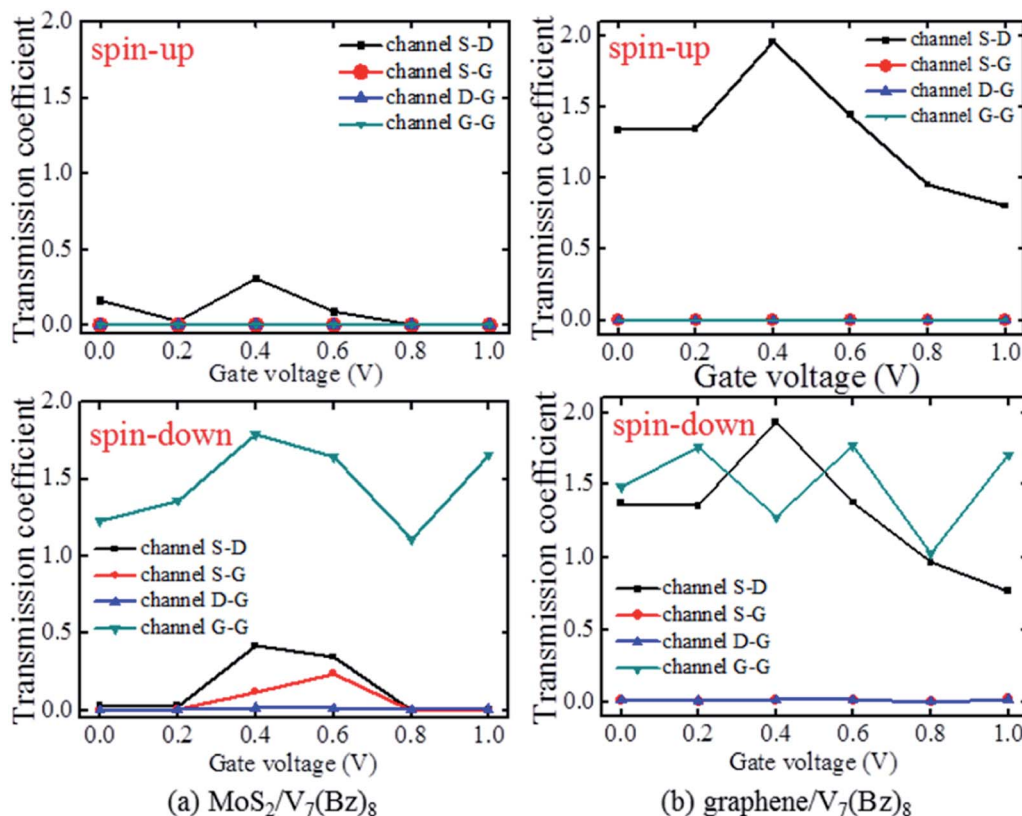 spin-up
channel S-D
channel S-G
channel D-G
channel G-G
Transmission coefficient
2.0
1.5
1.0
0.5
0.0
0.0 0.2 0.4 0.6 0.8 1.0
Gate voltage (V)
spin-up
channel S-D
channel S-G
channel D-G
channel G-G
Transmission coefficient
2.0
1.5
1.0
0.5
0.0
0.0 0.2 0.4 0.6 0.8 1.0
Gate voltage (V)
spin-down
channel S-D
channel S-G
channel D-G
channel G-G
Transmission coefficient
2.0
1.5
1.0
0.5
0.0
0.0 0.2 0.4 0.6 0.8 1.0
Gate voltage (V)
(a) MoS₂/V₇(Bz)₈
spin-down
channel S-D
channel S-G
channel D-G
channel G-G
Transmission coefficient
2.0
1.5
1.0
0.5
0.0
0.0 0.2 0.4 0.6 0.8 1.0
Gate voltage (V)
(b) graphene/V₇(Bz)₈